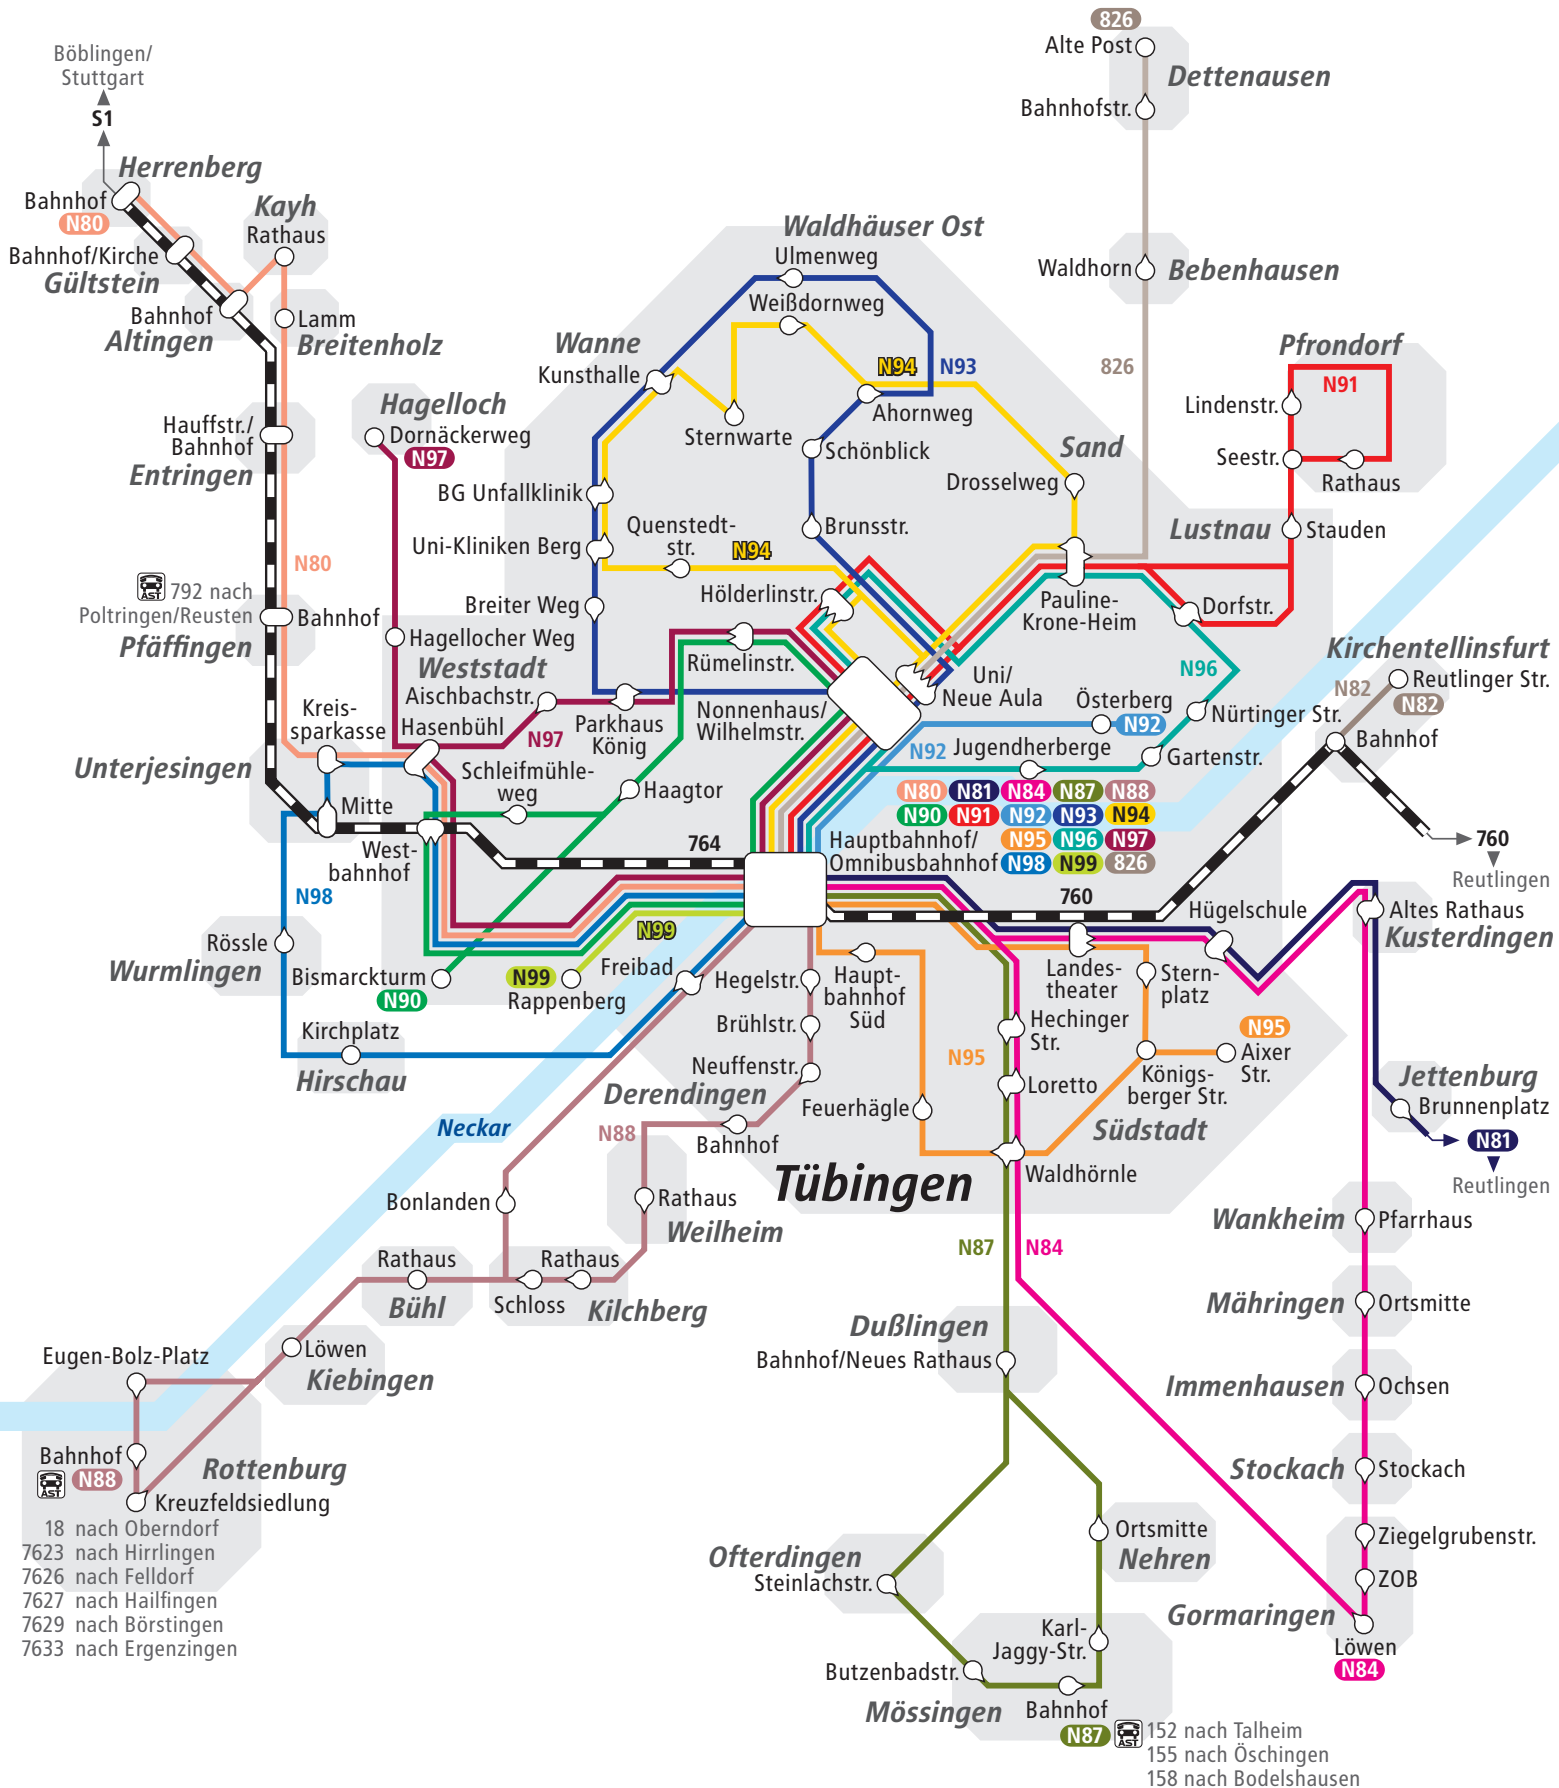 826
Alte Post
Dettenausen
Bahnhofstr.
Böblingen/
Stuttgart
S1
Herrenberg
Bahnhof
N80
Kayh
Rathaus
Bahnhof/Kirche
Gültstein
Bahnhof
Altingen
Lamm
Breitenholz
Waldhäuser Ost
Ulmenweg
Weißdornweg
Waldhorn
Bebenhausen
Wanne
Kunsthalle
N94
N93
826
Pfrondorf
N91
Lindenstr.
Ahornweg
Sternwarte
Schönblick
Hagelloch
Dornäckerweg
N97
Hauffstr./
Bahnhof
Entringen
Sand
Drosselweg
Seestr.
Rathaus
BG Unfallklinik
Quenstedt-
str.
N94
Brunsstr.
Lustnau
Stauden
Uni-Kliniken Berg
N80
792 nach
Poltringen/Reusten
AST
Bahnhof
Pfäffingen
Breiter Weg
Hölderlinstr.
Pauline-
Krone-Heim
Dorfstr.
Hagellocher Weg
Weststadt
Rümelinstr.
N96
Kirchentellinsfurt
Reutlinger Str.
N82
N82
Bahnhof
Aischbachstr.
Hasenbühl
Kreis-
sparkasse
Parkhaus
König
N97
Nonnenhaus/
Wilhelmstr.
Uni/
Neue Aula
Österberg
N92
N92
Nürtinger Str.
Jugendherberge
Gartenstr.
Unterjesingen
Mitte
Schleifmühle-
weg
Haagtor
N80 N81 N84 N87 N88
N90 N91 N92 N93 N94
N95 N96 N97
N98 N99 826
Hauptbahnhof/
Omnibusbahnhof
West-
bahnhof
764
760
Reutlingen
N98
760
Hügelschule
Altes Rathaus
Kusterdingen
Rössle
Wurmlingen
Bismarckturm
N90
N99
N99
Rappenberg
Freibad
Hegelstr.
Haupt-
bahnhof
Süd
Landes-
theater
Stern-
platz
Kirchplatz
Hirschau
Brühlstr.
Hechinger
Str.
N95
Aixer
Str.
Neuffenstr.
Derendingen
N95
Loretto
Königs-
berger Str.
Feuerhägle
Südstadt
Jettenburg
Brunnenplatz
N81
Reutlingen
Neckar
N88
Bahnhof
Waldhörnle
Tübingen
Bonlanden
Rathaus
Weilheim
N87
N84
Wankheim
Pfarrhaus
Rathaus
Bühl
Rathaus
Schloss
Kilchberg
Mähringen
Ortsmitte
Dußlingen
Bahnhof/Neues Rathaus
Löwen
Kiebingen
Eugen-Bolz-Platz
Immenhausen
Ochsen
Bahnhof
AST
N88
Rottenburg
Kreuzfeldsiedlung
Stockach
Stockach
18 nach Oberndorf
7623 nach Hirrlingen
7626 nach Felldorf
7627 nach Hailfingen
7629 nach Börstingen
7633 nach Ergenzingen
Ortsmitte
Nehren
Ziegelgrubenstr.
Ofterdingen
Steinlachstr.
ZOB
Gormaringen
Löwen
N84
Karl-
Jaggy-Str.
Butzenbadstr.
Mössingen
Bahnhof
N87
AST
152 nach Talheim
155 nach Öschingen
158 nach Bodelshausen